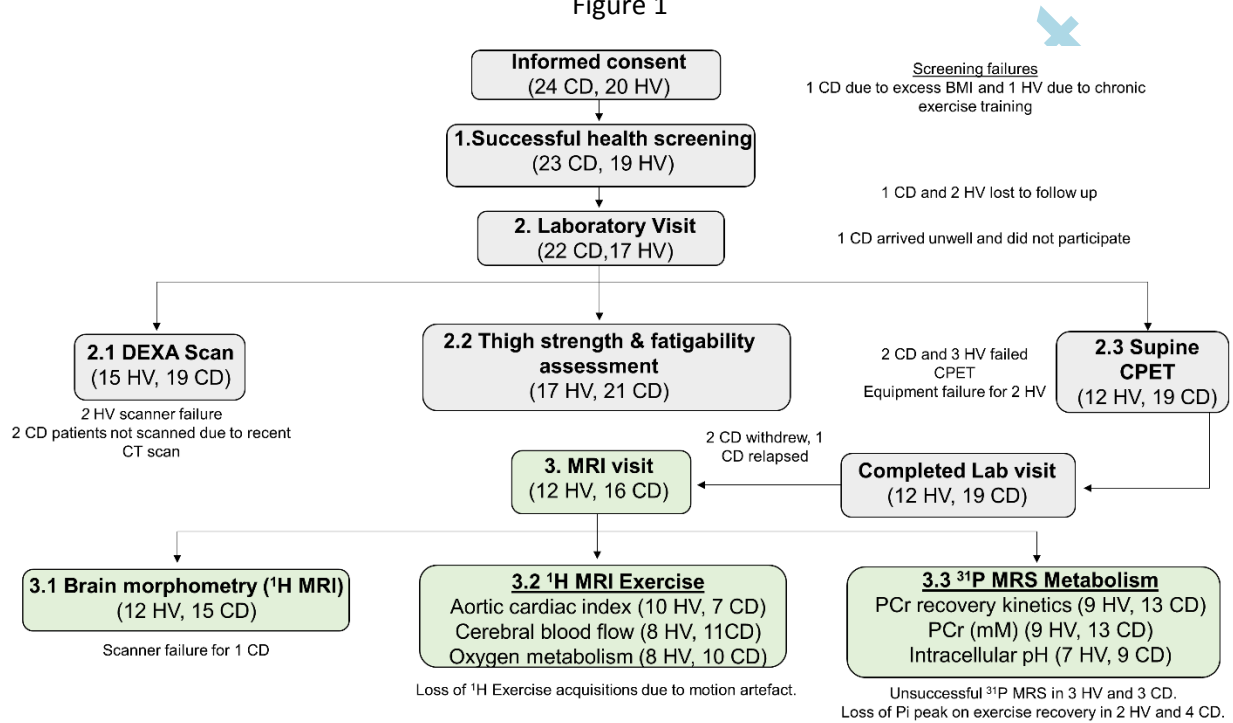 Figure 1
Informed consent
(24 CD, 20 HV)
Screening failures
1 CD due to excess BMI and 1 HV due to chronic
exercise training
1.Successful health screening
(23 CD, 19 HV)
1 CD and 2 HV lost to follow up
2. Laboratory Visit
(22 CD,17 HV)
1 CD arrived unwell and did not participate
2.1 DEXA Scan
(15 HV, 19 CD)
2 HV scanner failure
2 CD patients not scanned due to recent
CT scan
2.2 Thigh strength & fatigability
assessment
(17 HV, 21 CD)
2 CD and 3 HV failed
CPET
Equipment failure for 2 HV
2.3 Supine
CPET
(12 HV, 19 CD)
Completed Lab visit
(12 HV, 19 CD)
2 CD withdrew, 1
CD relapsed
3. MRI visit
(12 HV, 16 CD)
3.1 Brain morphometry (¹H MRI)
(12 HV, 15 CD)
Scanner failure for 1 CD
3.2 ¹H MRI Exercise
Aortic cardiac index (10 HV, 7 CD)
Cerebral blood flow (8 HV, 11CD)
Oxygen metabolism (8 HV, 10 CD)
Loss of ¹H Exercise acquisitions due to motion artefact.
3.3 ³¹P MRS Metabolism
PCr recovery kinetics (9 HV, 13 CD)
PCr (mM) (9 HV, 13 CD)
Intracellular pH (7 HV, 9 CD)
Unsuccessful ³¹P MRS in 3 HV and 3 CD.
Loss of Pi peak on exercise recovery in 2 HV and 4 CD.